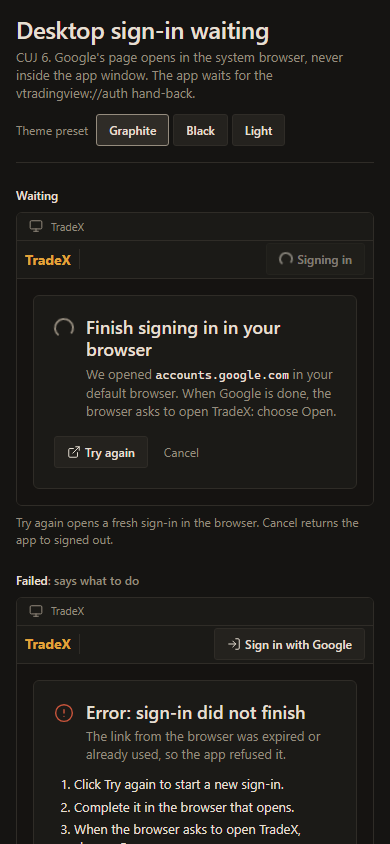 Desktop sign-in waiting
CUJ 6. Google's page opens in the system browser, never
inside the app window. The app waits for the
vtradingview://auth hand-back.
Theme preset Graphite Black Light
Waiting
TradeX
TradeX Signing in
Finish signing in in your
browser
We opened accounts.google.com in your
default browser. When Google is done, the
browser asks to open TradeX: choose Open.
Try again Cancel
Try again opens a fresh sign-in in the browser. Cancel returns the
app to signed out.
Failed: says what to do
TradeX
TradeX Sign in with Google
Error: sign-in did not finish
The link from the browser was expired or
already used, so the app refused it.
1. Click Try again to start a new sign-in.
2. Complete it in the browser that opens.
3. When the browser asks to open TradeX,